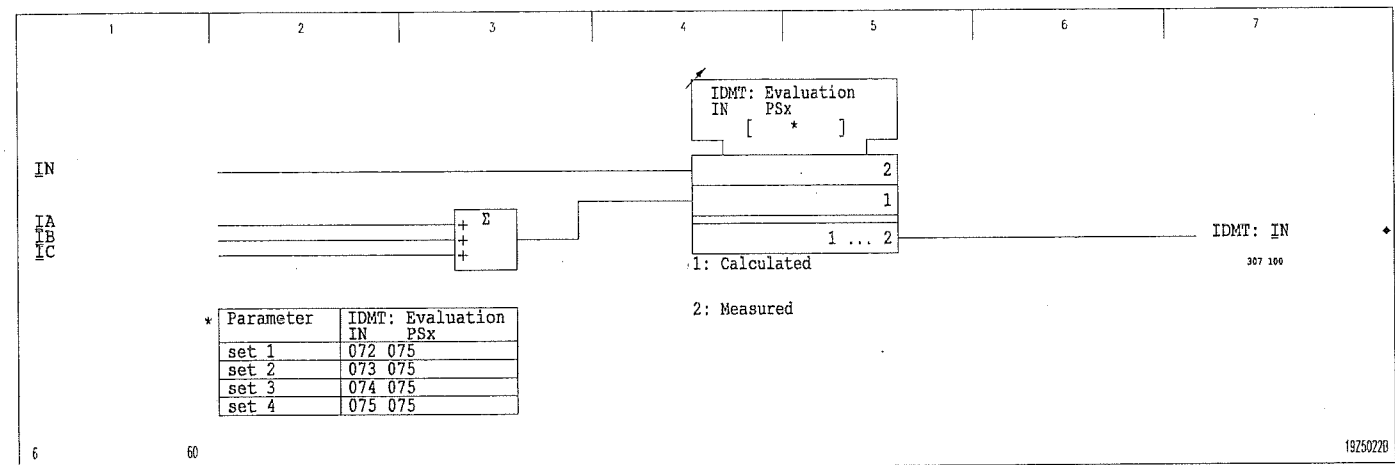 1 2 3 4 5 6 7
IDMT: Evaluation
IN PSx
[ * ]
IN
2
1
IA
IB
IC
Σ
+
+
+
1 ... 2
IDMT: IN
307 100
1: Calculated
2: Measured
* Parameter IDMT: Evaluation
IN PSx
set 1 072 075
set 2 073 075
set 3 074 075
set 4 075 075
6 60
19Z5022B